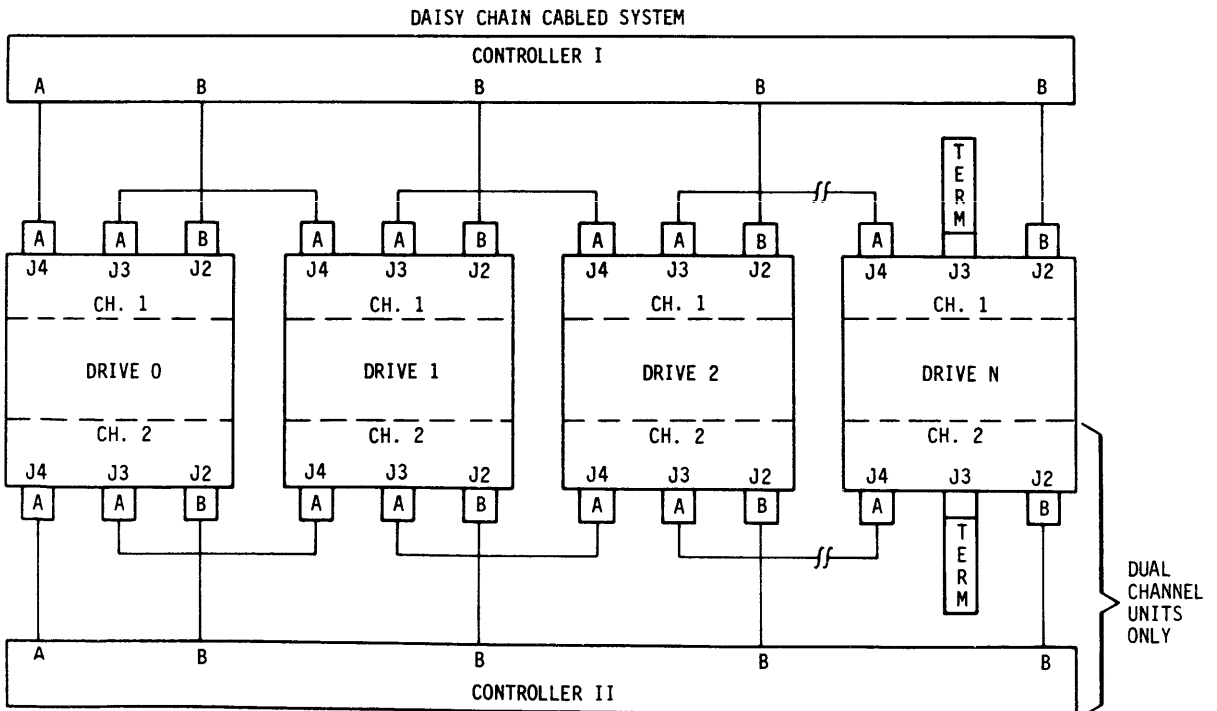 DAISY CHAIN CABLED SYSTEM
CONTROLLER I
A B B B B
TERM
A A B A A B A A B A B
J4 J3 J2 J4 J3 J2 J4 J3 J2 J4 J3 J2
CH. 1 CH. 1 CH. 1 CH. 1
DRIVE 0 DRIVE 1 DRIVE 2 DRIVE N
CH. 2 CH. 2 CH. 2 CH. 2
J4 J3 J2 J4 J3 J2 J4 J3 J2 J4 J3 J2
A A B A A B A A B A B
TERM
DUAL
CHANNEL
UNITS
ONLY
A B B B B
CONTROLLER II